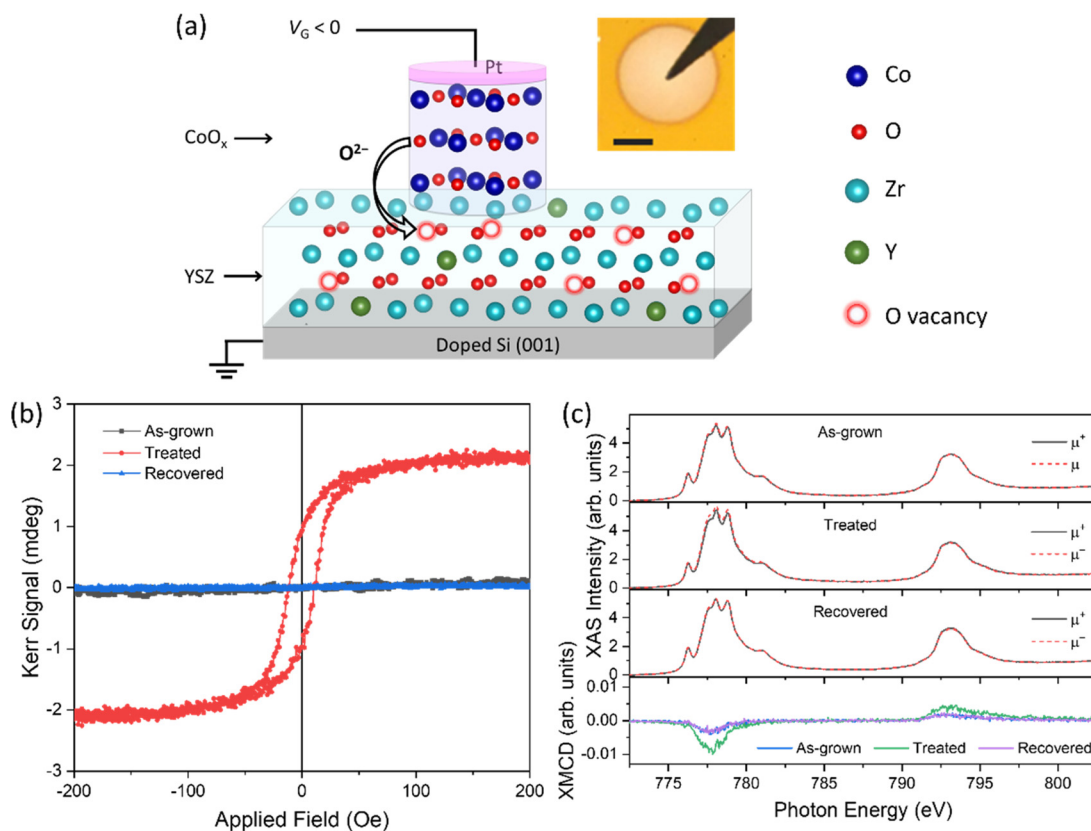 (a)
V_G < 0
Pt
CoOₓ
O²⁻
YSZ
Doped Si (001)
Co
O
Zr
Y
O vacancy
(b)
Kerr Signal (mdeg)
3
2
1
0
-1
-2
-3
As-grown
Treated
Recovered
-200
-100
0
100
200
Applied Field (Oe)
(c)
XAS Intensity (arb. units)
4
2
0
As-grown
μ⁺
μ
4
2
0
Treated
μ⁺
μ⁻
4
2
0
Recovered
μ⁺
μ⁻
XMCD (arb. units)
0.01
0.00
-0.01
As-grown
Treated
Recovered
775
780
785
790
795
800
Photon Energy (eV)